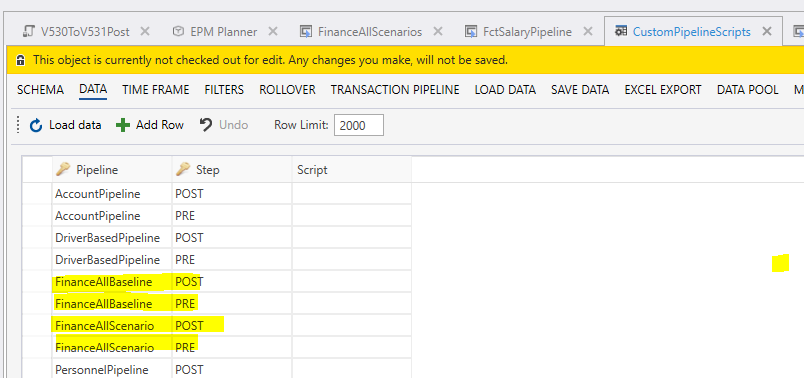 V530ToV531Post EPM Planner FinanceAllScenarios FctSalaryPipeline CustomPipelineScripts
This object is currently not checked out for edit. Any changes you make, will not be saved.
SCHEMA DATA TIME FRAME FILTERS ROLLOVER TRANSACTION PIPELINE LOAD DATA SAVE DATA EXCEL EXPORT DATA POOL M
Load data Add Row Undo Row Limit: 2000
Pipeline Step Script
AccountPipeline POST
AccountPipeline PRE
DriverBasedPipeline POST
DriverBasedPipeline PRE
FinanceAllBaseline POST
FinanceAllBaseline PRE
FinanceAllScenario POST
FinanceAllScenario PRE
PersonnelPipeline POST